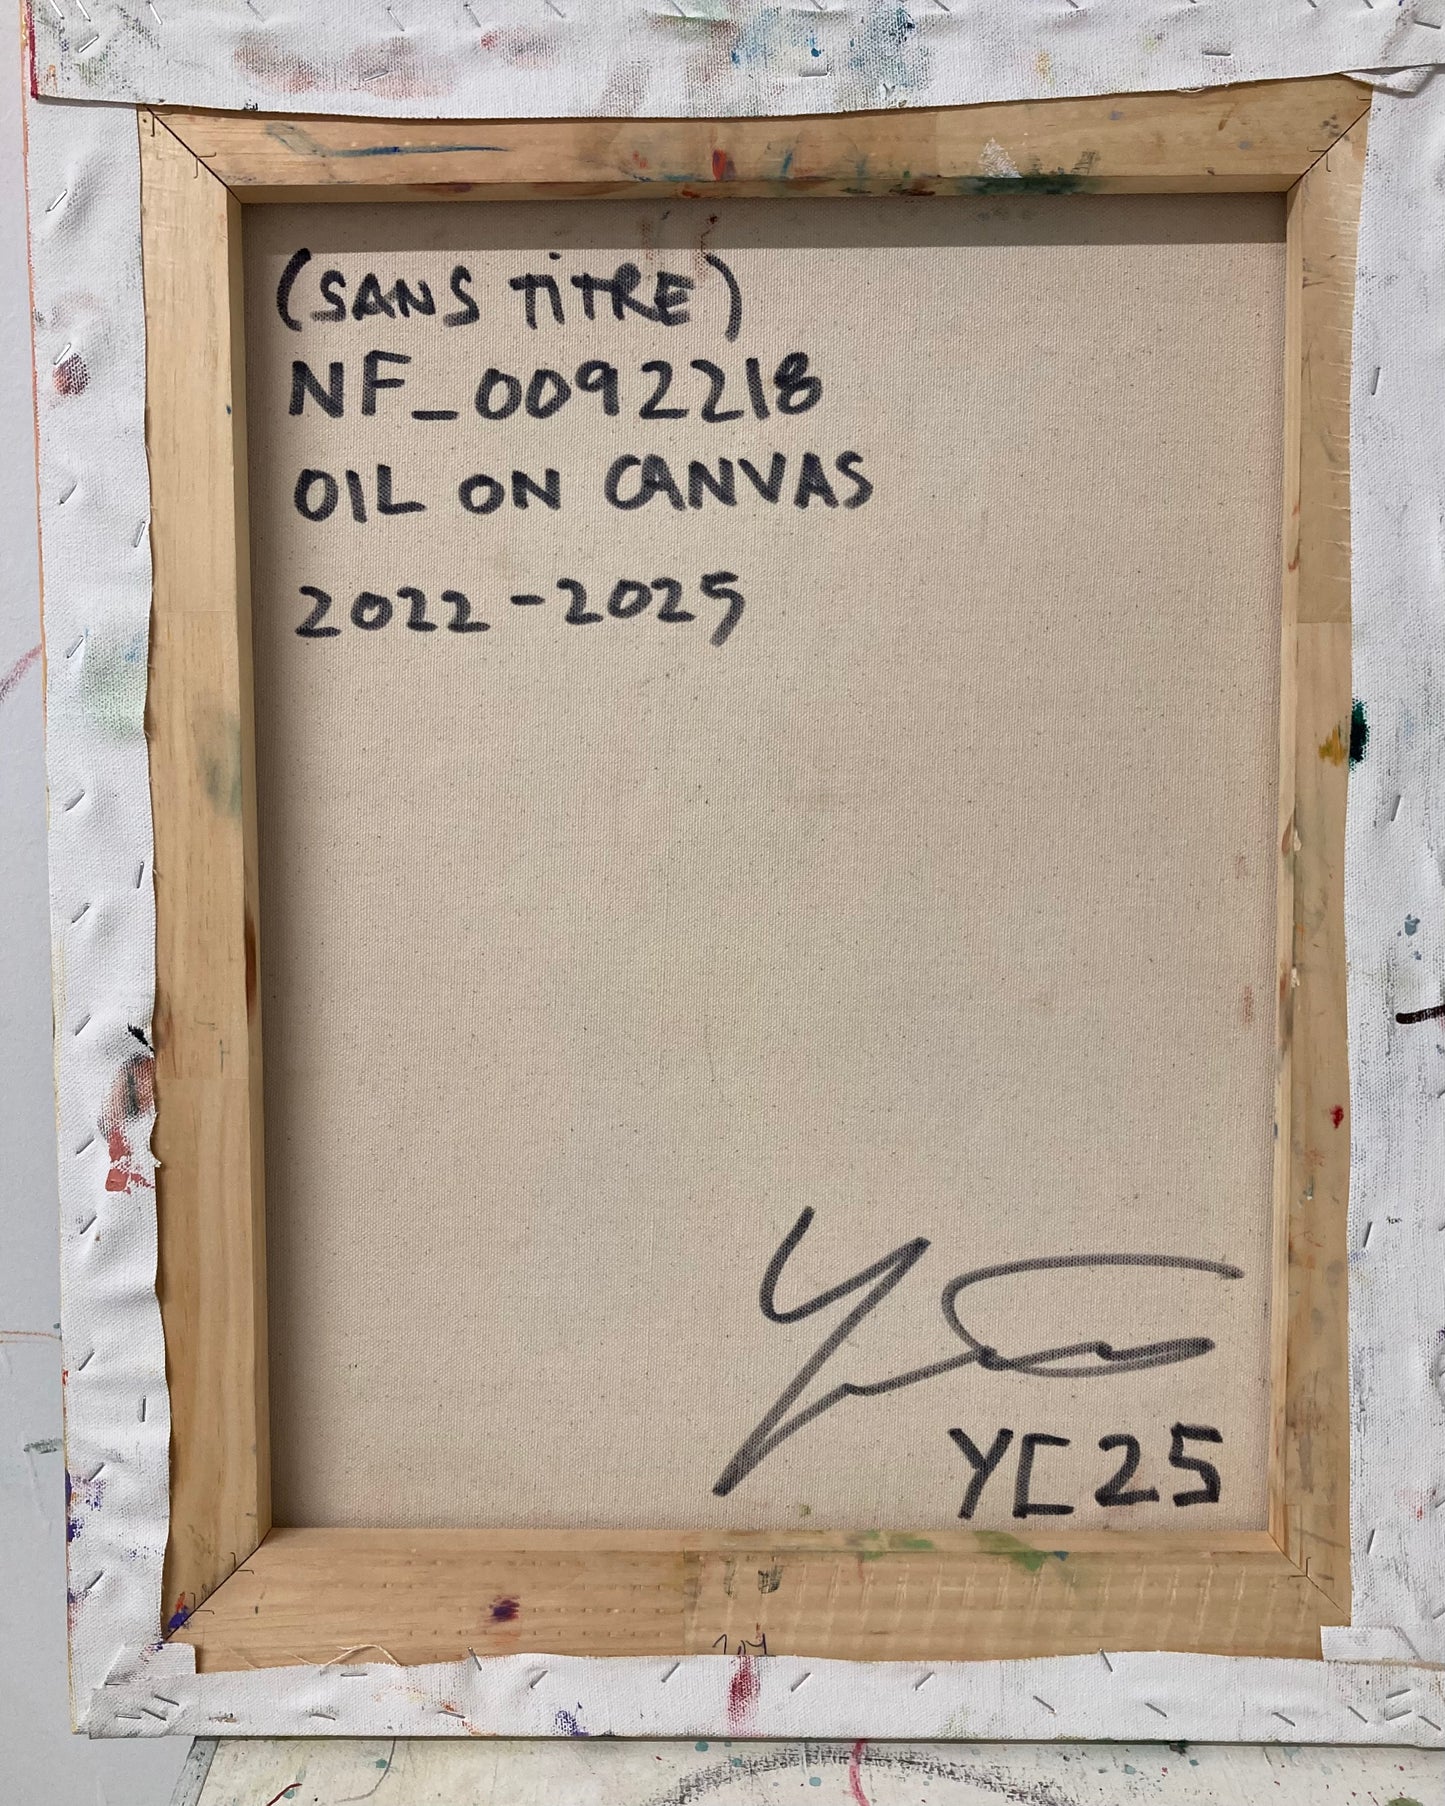 (SANS TiTRE)
NF_0092218
OIL ON CANVAS
2022-2025
YC25